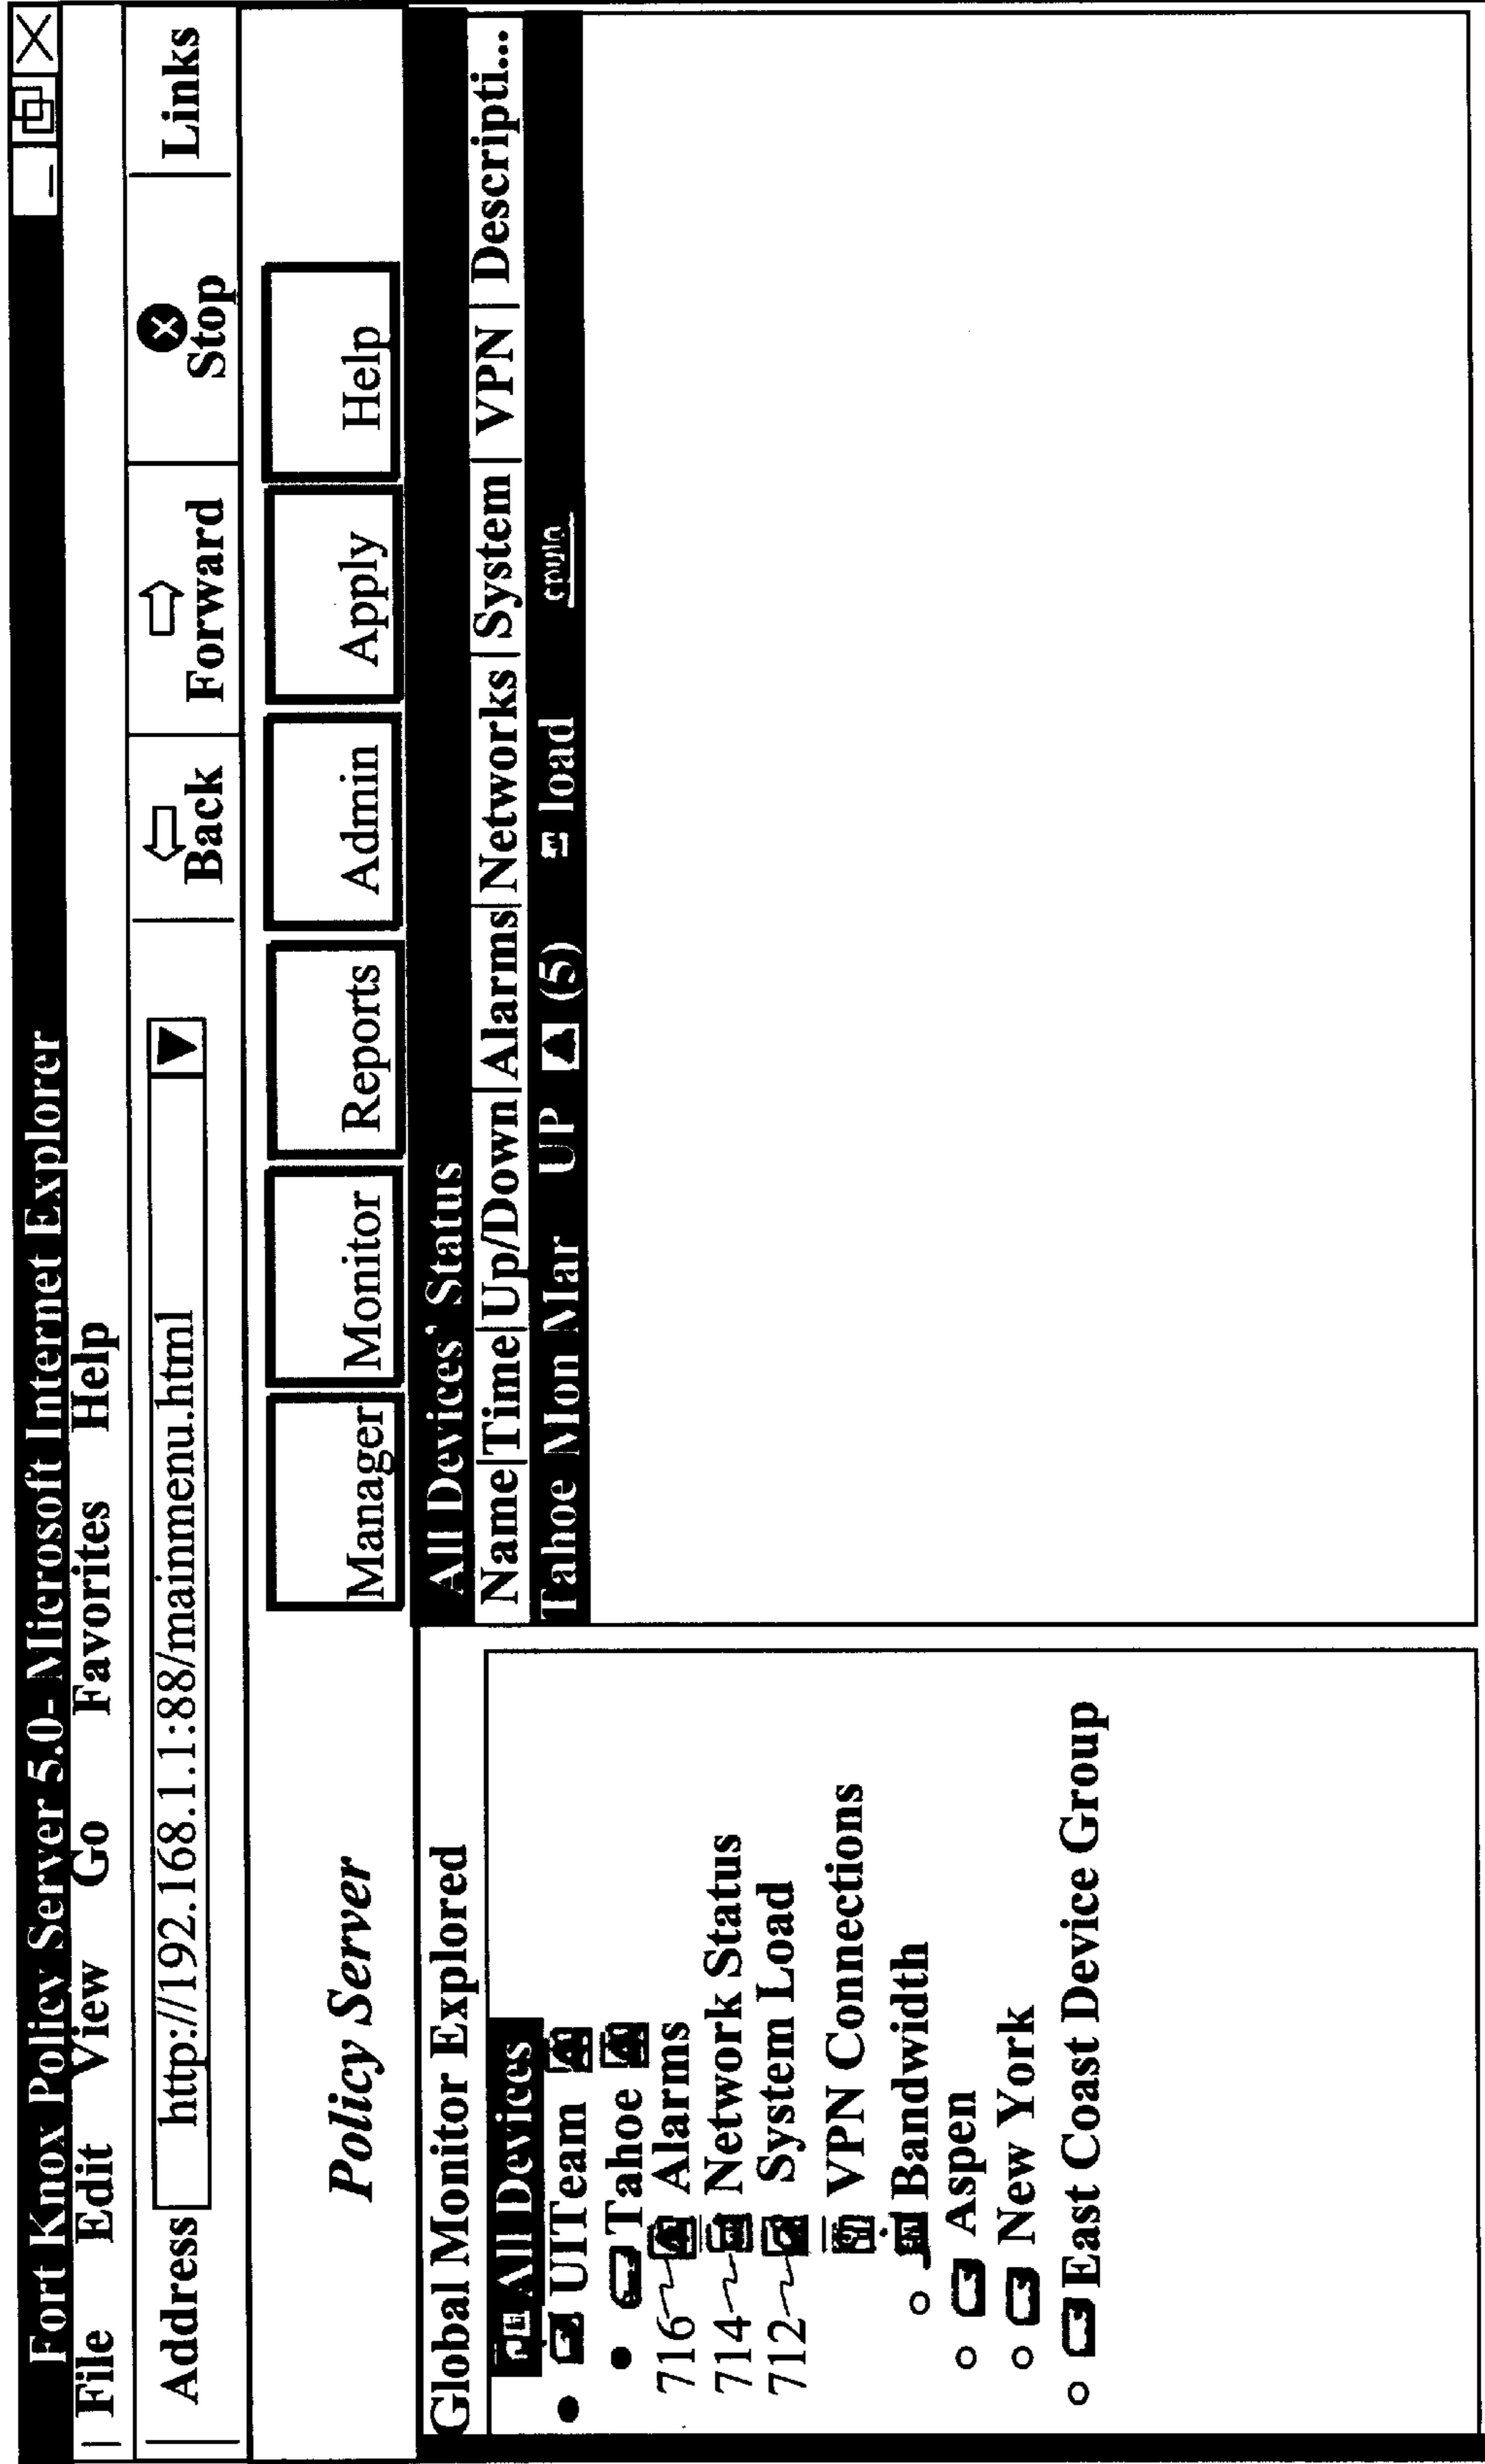 Fort Knox Policy Server 5.0- Microsoft Internet Explorer
File Edit View Go Favorites Help
Address http://192.168.1.1:88/mainmenu.html Back Forward Stop Links
Policy Server Manager Monitor Reports Admin Apply Help
Global Monitor Explored
All Devices' Status
Name Time Up/Down Alarms Networks System VPN Descripti...
Tahoe Mon Mar UP (5) load
All Devices
UITeam
Tahoe
716 Alarms
714 Network Status
712 System Load
VPN Connections
Bandwidth
Aspen
New York
East Coast Device Group